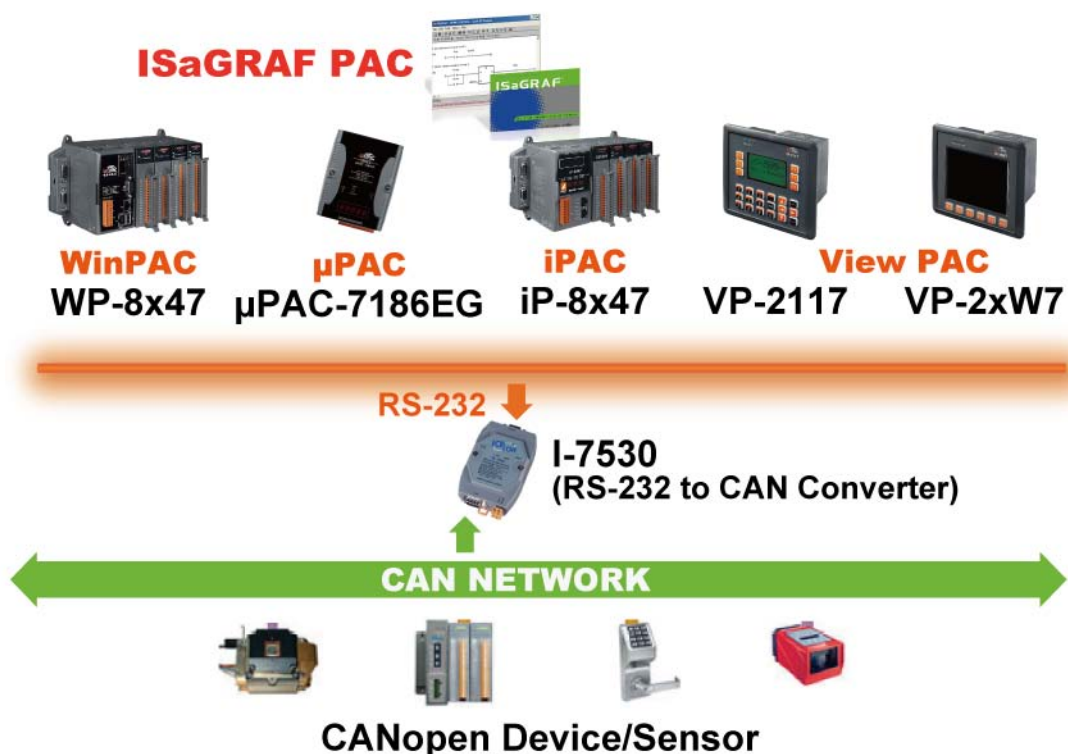 ISaGRAF PAC
ISaGRAF
WinPAC
µPAC
iPAC
View PAC
WP-8x47
µPAC-7186EG
iP-8x47
VP-2117
VP-2xW7
RS-232
I-7530
(RS-232 to CAN Converter)
CAN NETWORK
CANopen Device/Sensor